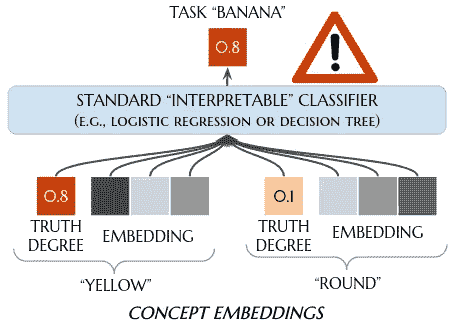 TASK “BANANA”
0.8
STANDARD “INTERPRETABLE” CLASSIFIER
(E.G., LOGISTIC REGRESSION OR DECISION TREE)
0.8
0.1
TRUTH DEGREE
EMBEDDING
TRUTH DEGREE
EMBEDDING
“YELLOW”
“ROUND”
CONCEPT EMBEDDINGS